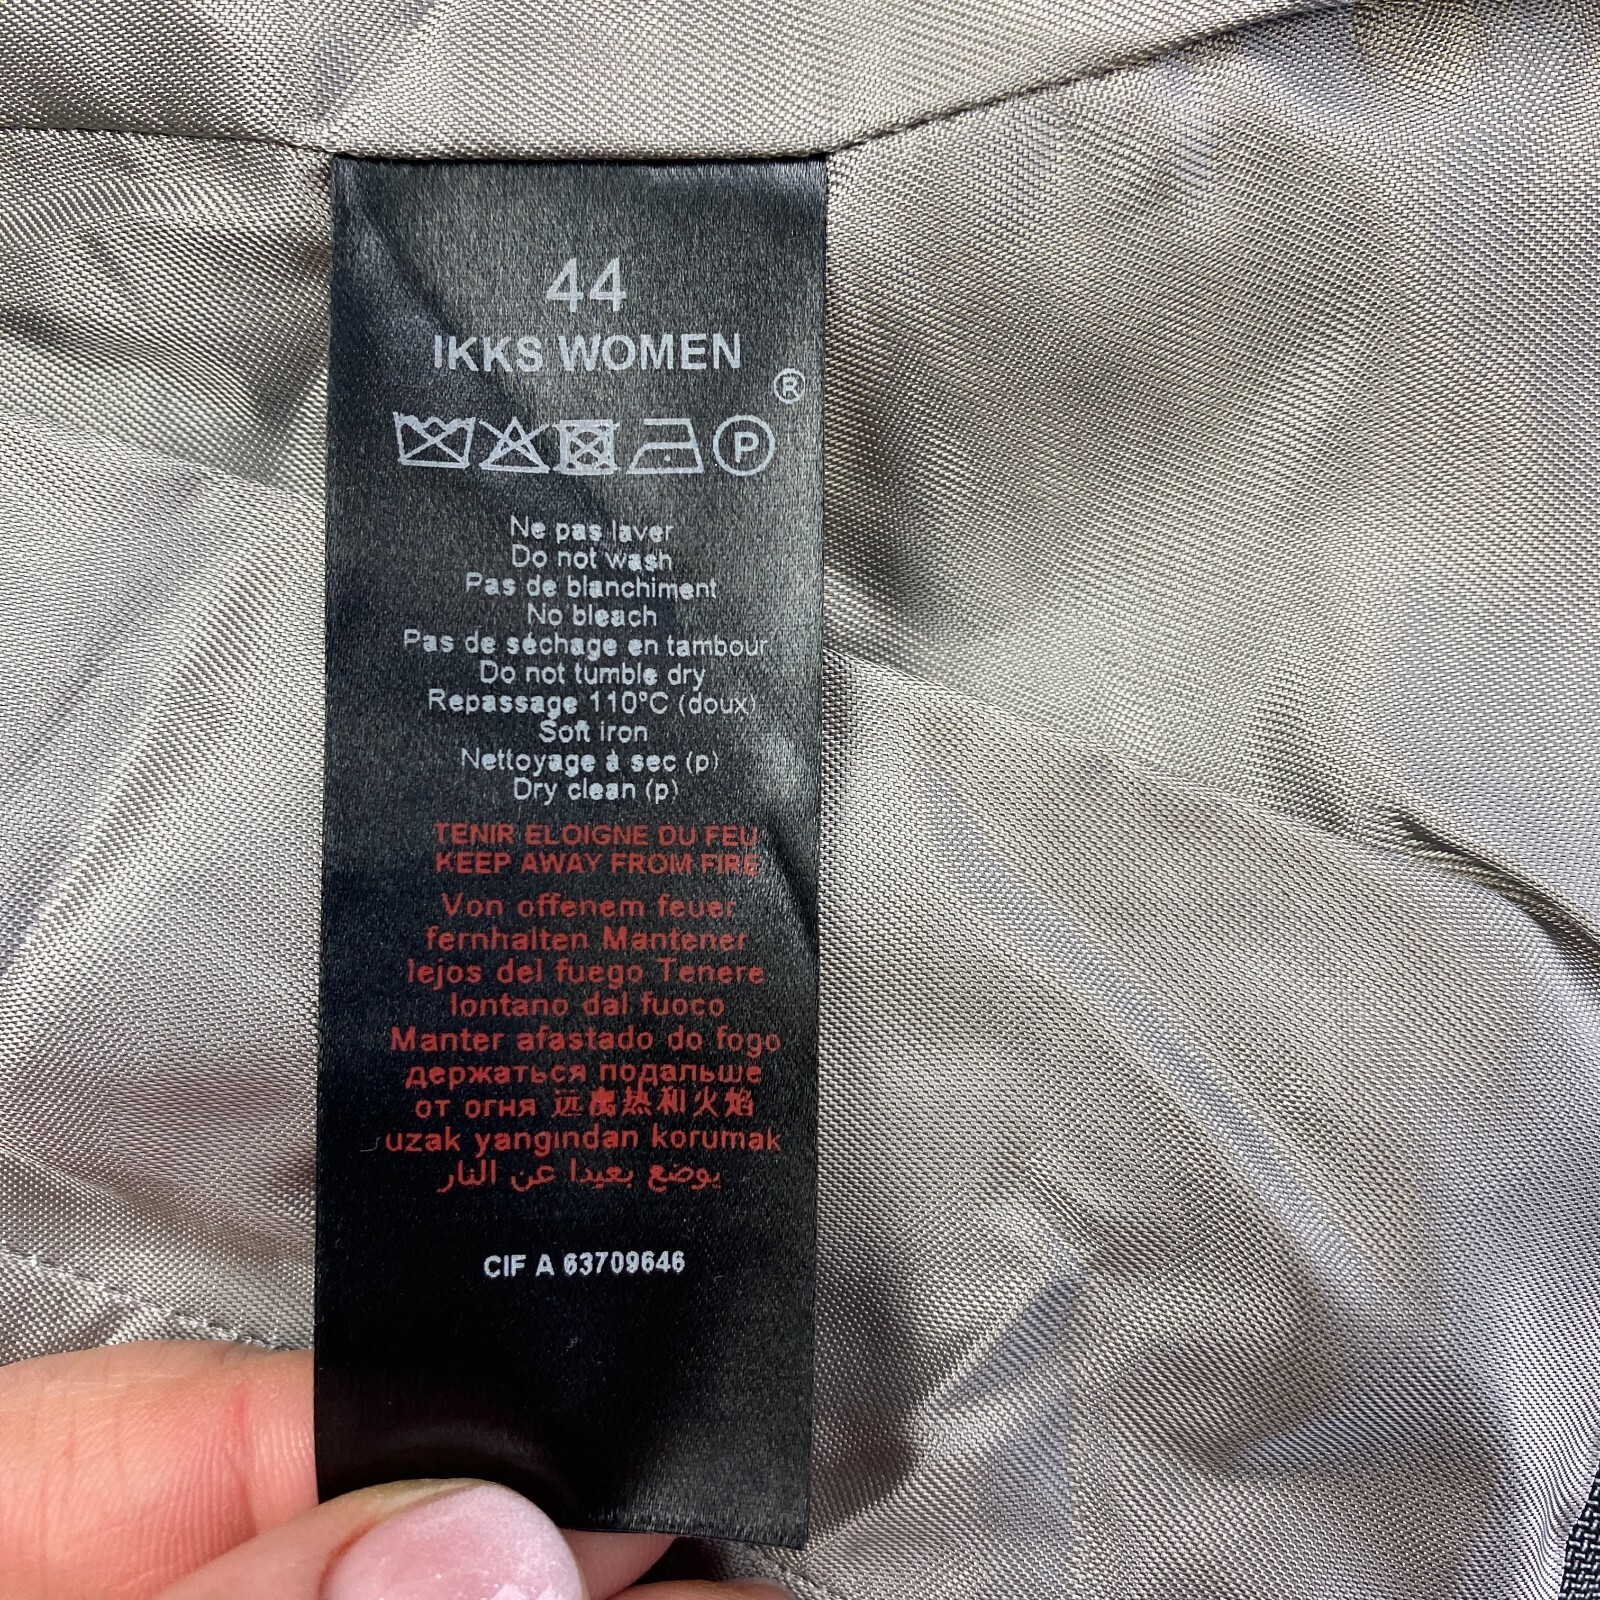 44
IKKS WOMEN
®
P
Ne pas laver
Do not wash
Pas de blanchiment
No bleach
Pas de séchage en tambour
Do not tumble dry
Repassage 110°C (doux)
Soft iron
Nettoyage à sec (p)
Dry clean (p)
TENIR ELOIGNE DU FEU
KEEP AWAY FROM FIRE
Von offenem feuer
fernhalten Mantener
lejos del fuego Tenere
lontano dal fuoco
Manter afastado do fogo
держаться подальше
от огня 远离热和火焰
uzak yangından korumak
يوضع بعيدا عن النار
CIF A 63709646